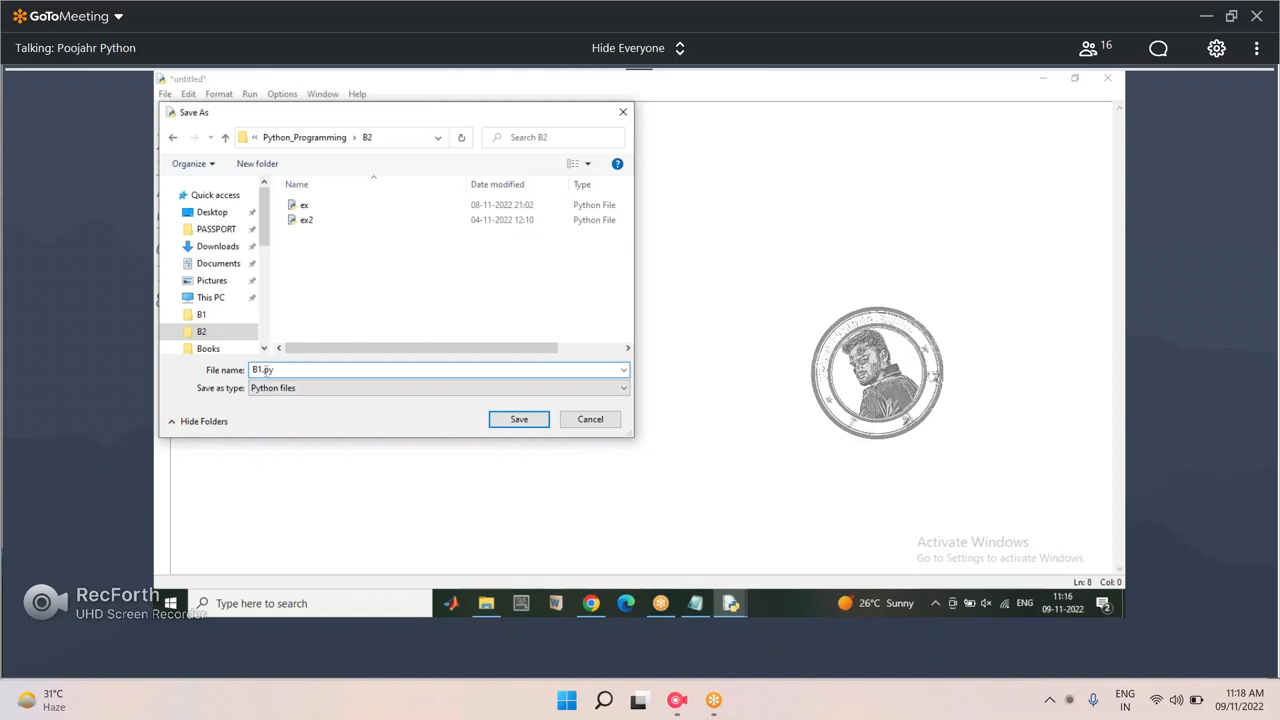 GoToMeeting
Talking: Poojahr Python
Hide Everyone
16
*untitled*
File Edit Format Run Options Window Help
Save As
« Python_Programming > B2
Search B2
Organize
New folder
Name
Date modified
Type
Quick access
Desktop
PASSPORT
Downloads
Documents
Pictures
This PC
B1
B2
Books
ex 08-11-2022 21:02 Python File
ex2 04-11-2022 12:10 Python File
File name: B1.py
Save as type: Python files
Hide Folders
Save
Cancel
Activate Windows
Go to Settings to activate Windows.
Ln: 8 Col: 0
RecForth
UHD Screen Recorder
Type here to search
26°C Sunny
ENG
11:16
09-11-2022
2
31°C
Haze
ENG
IN
11:18 AM
09/11/2022